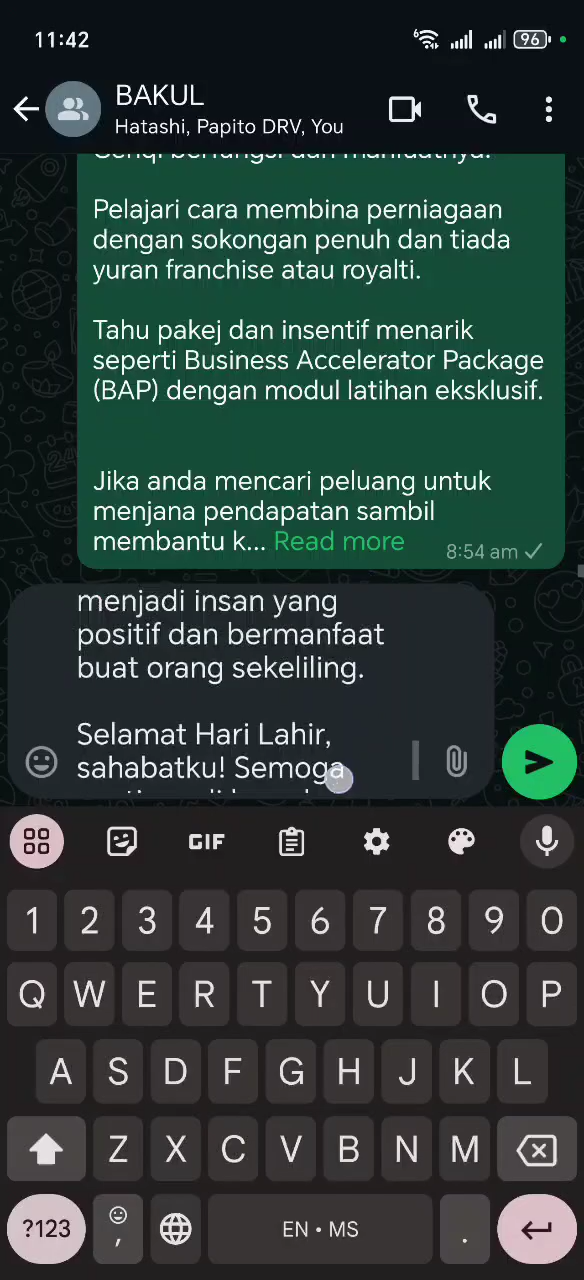 11:42
6
96
BAKUL
Hatashi, Papito DRV, You
Pelajari cara membina perniagaan
dengan sokongan penuh dan tiada
yuran franchise atau royalti.
Tahu pakej dan insentif menarik
seperti Business Accelerator Package
(BAP) dengan modul latihan eksklusif.
Jika anda mencari peluang untuk
menjana pendapatan sambil
membantu k... Read more
8:54 am
menjadi insan yang
positif dan bermanfaat
buat orang sekeliling.
Selamat Hari Lahir,
sahabatku! Semoga
GIF
1 2 3 4 5 6 7 8 9 0
Q W E R T Y U I O P
A S D F G H J K L
Z X C V B N M
?123 , EN • MS .